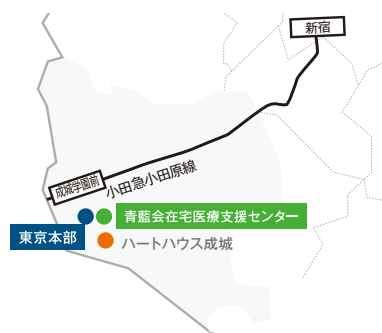 新宿
成城学園前
小田急小田原線
青藍会在宅医療支援センター
東京本部
ハートハウス成城